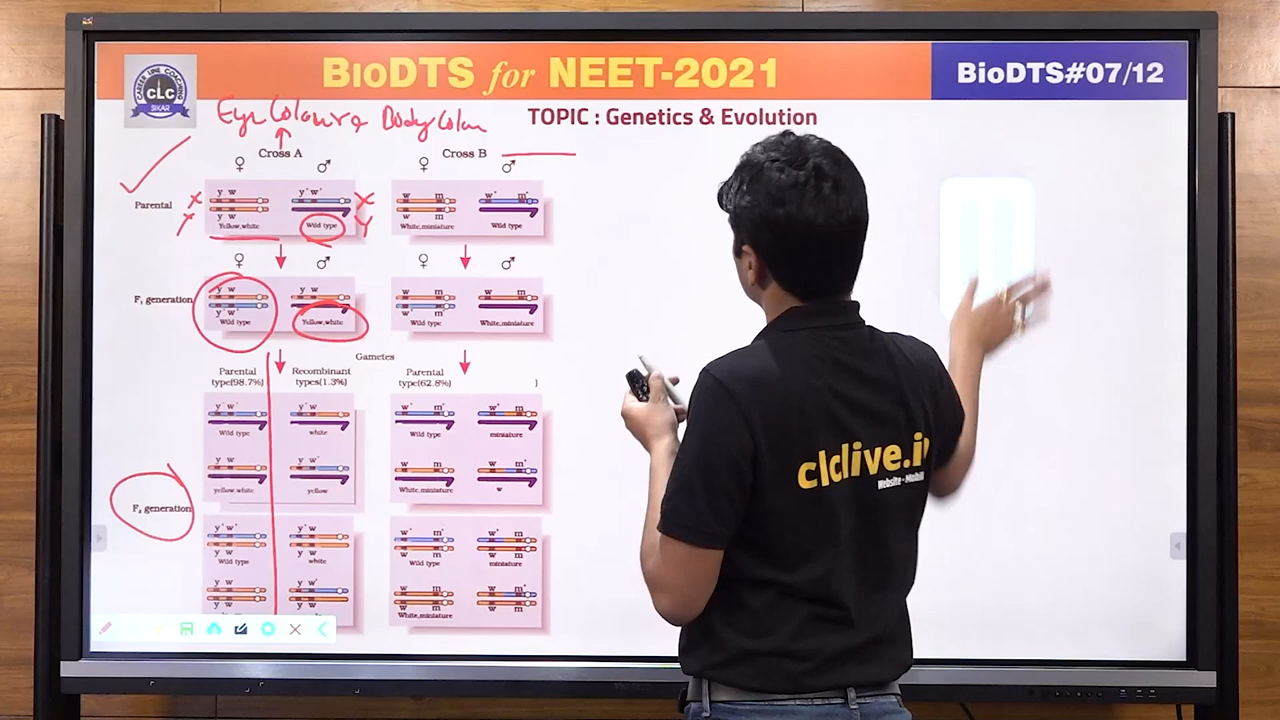 BIODTS for NEET-2021
BioDTS#07/12
CAREER LINE COACHING
CLC
SIKAR
TOPIC : Genetics & Evolution
Eye Colour & Body Colour
♀ Cross A ♂
♀ Cross B ♂
Parental
X
y w
y⁺ w⁺
X
Y
y w
Y
Yellow,white
Wild type
w m
w⁺ m⁺
w m
White,miniature
Wild type
♀ ♂
♀ ♂
F₁ generation
y w
y w
Wild type
Yellow,white
w m
w m
Wild type
White,miniature
Gametes
Parental
type(98.7%)
Recombinant
types(1.3%)
Parental
type(62.8%)
y⁺ w⁺
y⁺ w
Wild type
white
w⁺ m⁺
w⁺ m
Wild type
miniature
y w
y w⁺
yellow,white
yellow
w m
w m⁺
White,miniature
w
F₂ generation
y⁺ w⁺
y⁺ w
y w
y w
Wild type
white
w⁺ m⁺
w⁺ m
w m
w m
Wild type
miniature
y w
y w⁺
y w
y w
w m
w m⁺
w m
w m
White,miniature
clclive.i